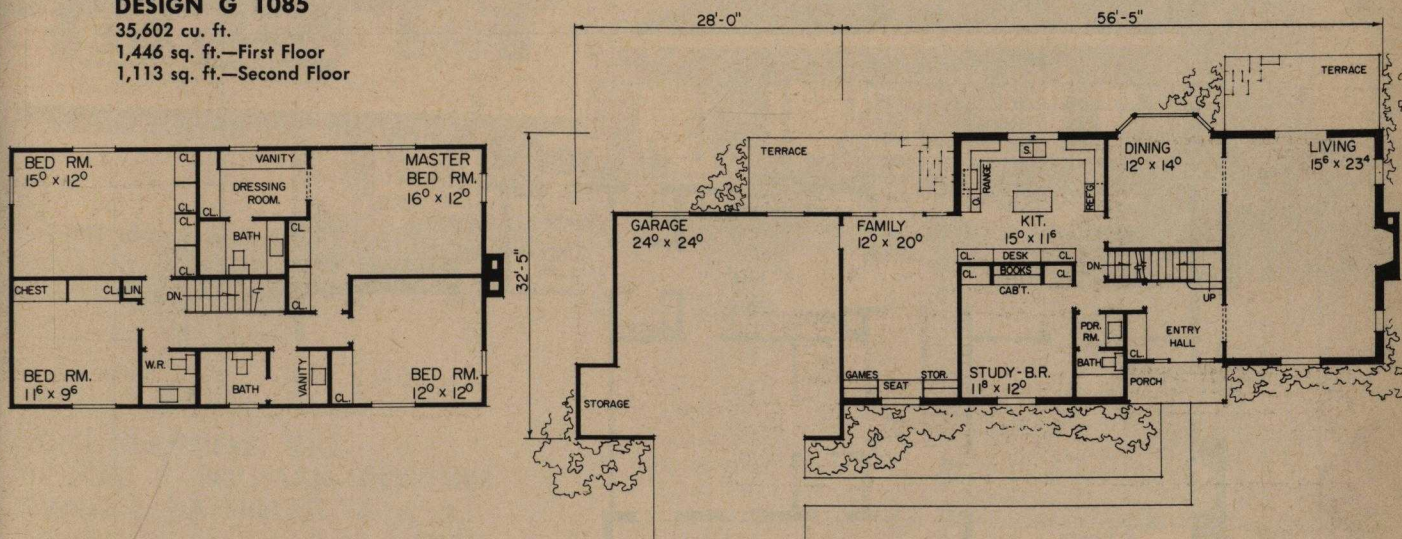 DESIGN G 1085
35,602 cu. ft.
1,446 sq. ft.—First Floor
1,113 sq. ft.—Second Floor
BED RM.
15⁰ x 12⁰
CL.
CL.
CL.
CL.
VANITY
DRESSING
ROOM.
CL.
BATH
CL.
CL.
MASTER
BED RM.
16⁰ x 12⁰
CHEST
CL.
LIN.
DN.
BED RM.
11⁶ x 9⁶
W.R.
BATH
VANITY
CL.
BED RM.
12⁰ x 12⁰
28'-0"
56'-5"
32'-5"
TERRACE
TERRACE
GARAGE
24⁰ x 24⁰
STORAGE
FAMILY
12⁰ x 20⁰
GAMES
SEAT
STOR.
S.
RANGE
O.
REF'G
KIT.
15⁰ x 11⁶
CL.
DESK
CL.
CL.
BOOKS
CL.
CAB'T.
STUDY-B.R.
11⁸ x 12⁰
DINING
12⁰ x 14⁰
DN.
UP
PDR.
RM.
BATH
CL.
ENTRY
HALL
PORCH
LIVING
15⁶ x 23⁴